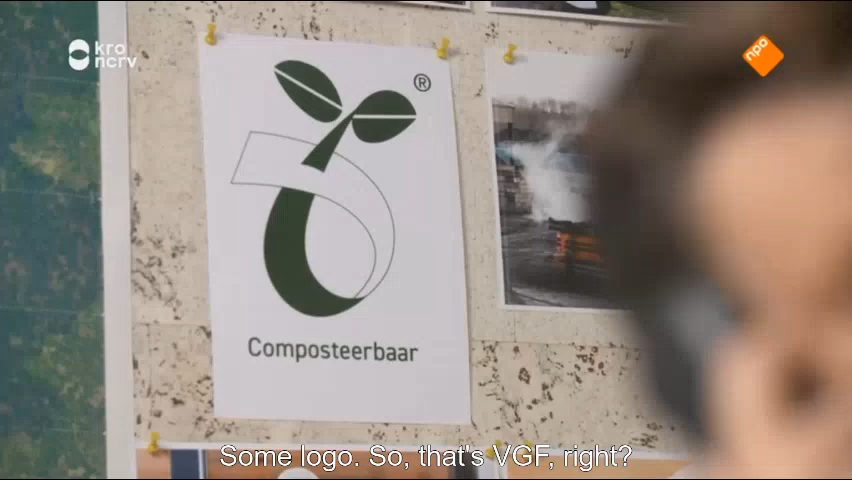 kro
ncrv
npo
®
Composteerbaar
Some logo. So, that's VGF, right?